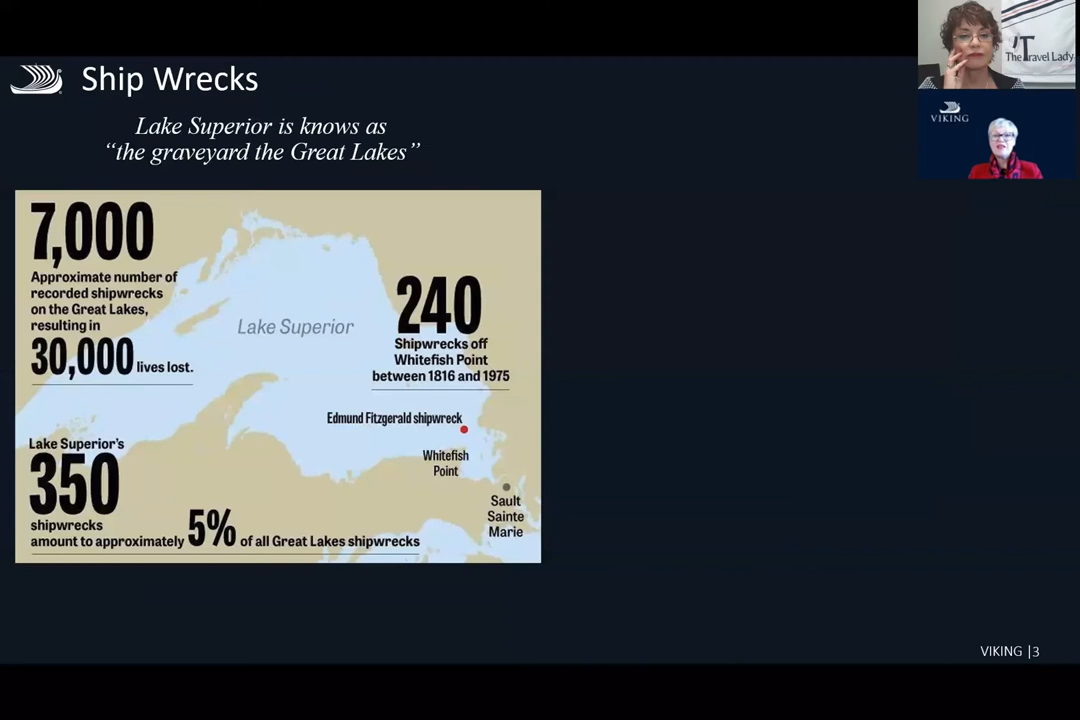 Ship Wrecks
Lake Superior is knows as
“the graveyard the Great Lakes”
7,000
Approximate number of
recorded shipwrecks
on the Great Lakes,
resulting in
30,000 lives lost.
Lake Superior
240
Shipwrecks off
Whitefish Point
between 1816 and 1975
Edmund Fitzgerald shipwreck
Whitefish
Point
Sault
Sainte
Marie
Lake Superior's
350
shipwrecks
amount to approximately 5% of all Great Lakes shipwrecks
The Travel Lady
VIKING
VIKING |3